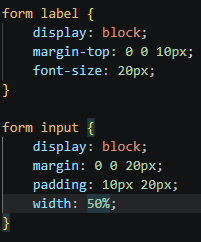 form label {
    display: block;
    margin-top: 0 0 10px;
    font-size: 20px;
}

form input {
    display: block;
    margin: 0 0 20px;
    padding: 10px 20px;
    width: 50%;
}